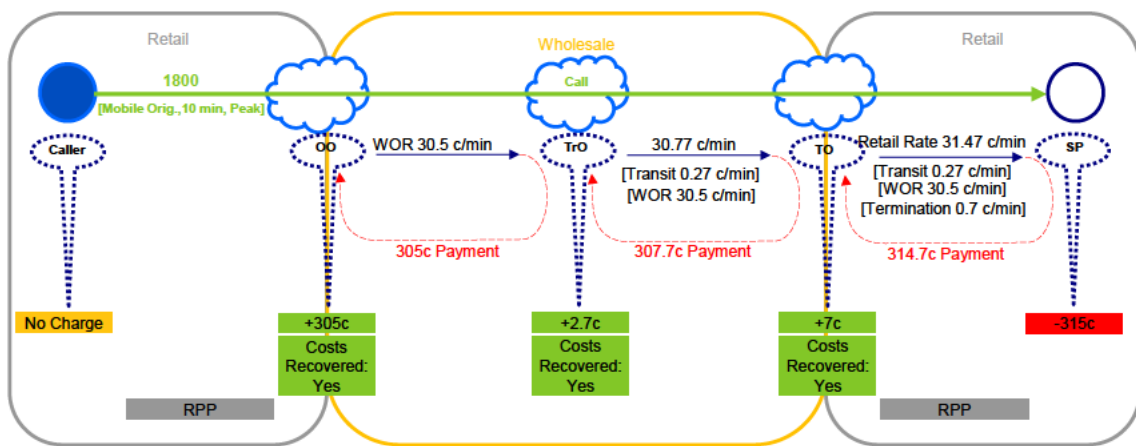 Retail
Wholesale
Retail
1800
Call
[Mobile Orig.,10 min, Peak]
Caller
OO
WOR 30.5 c/min
TrO
30.77 c/min
[Transit 0.27 c/min]
[WOR 30.5 c/min]
TO
Retail Rate 31.47 c/min
[Transit 0.27 c/min]
[WOR 30.5 c/min]
[Termination 0.7 c/min]
SP
305c Payment
307.7c Payment
314.7c Payment
No Charge
+305c
Costs
Recovered:
Yes
+2.7c
Costs
Recovered:
Yes
+7c
Costs
Recovered:
Yes
-315c
RPP
RPP